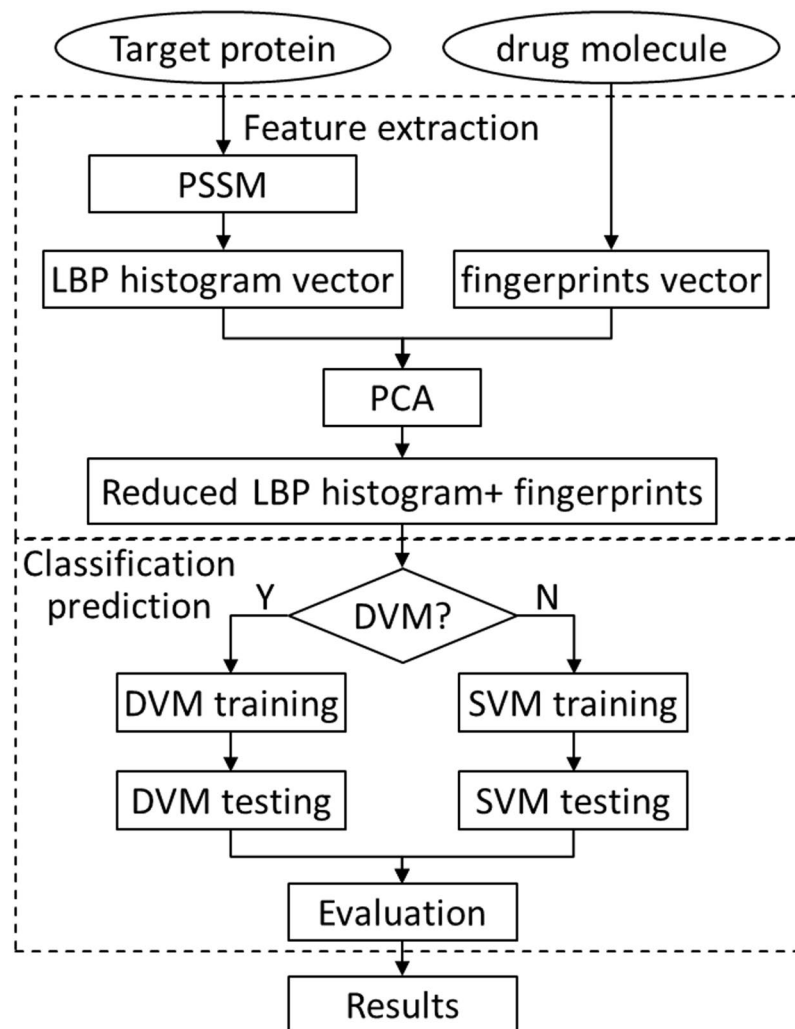 Target protein
drug molecule
Feature extraction
PSSM
LBP histogram vector
fingerprints vector
PCA
Reduced LBP histogram+ fingerprints
Classification
prediction
Y
DVM?
N
DVM training
SVM training
DVM testing
SVM testing
Evaluation
Results